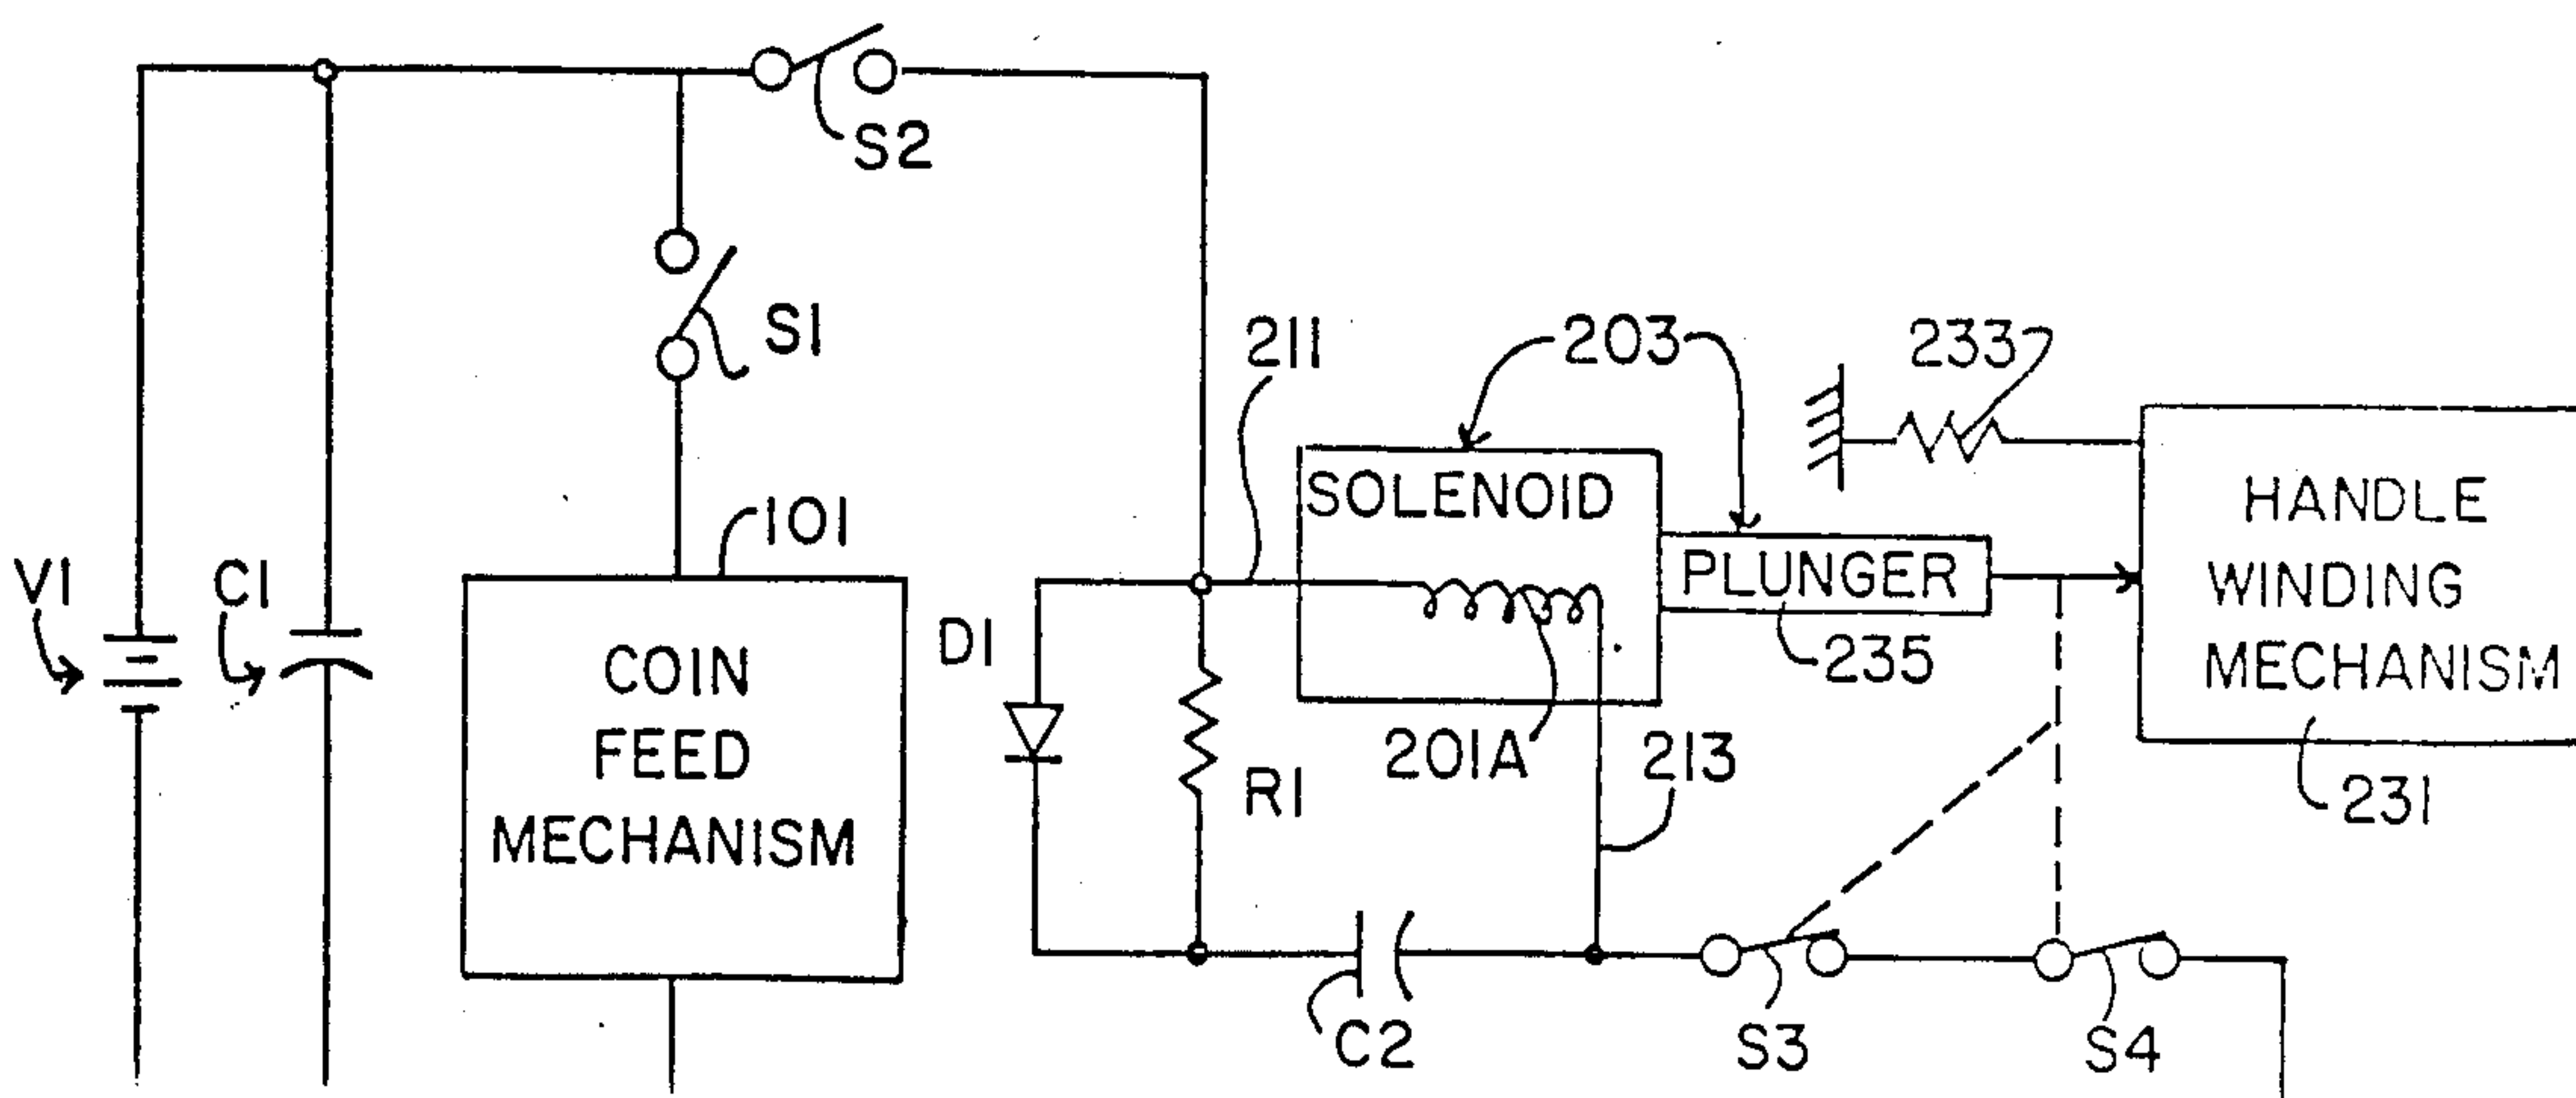 S2
S1
211
203
233
101
SOLENOID
HANDLE
WINDING
MECHANISM
V1
C1
PLUNGER
D1
COIN
FEED
MECHANISM
235
201A
213
R1
231
C2
S3
S4